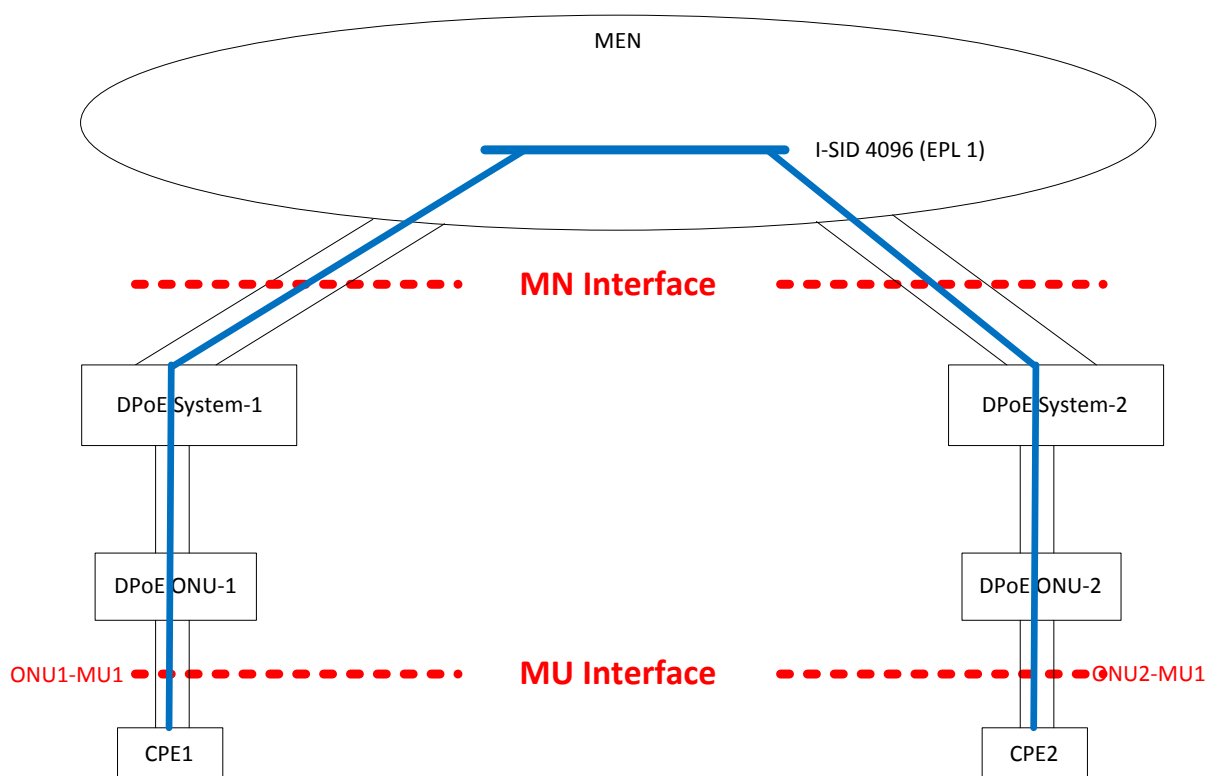 MEN
I-SID 4096 (EPL 1)
MN Interface
DPoE System-1
DPoE System-2
DPoE ONU-1
DPoE ONU-2
ONU1-MU1
MU Interface
ONU2-MU1
CPE1
CPE2